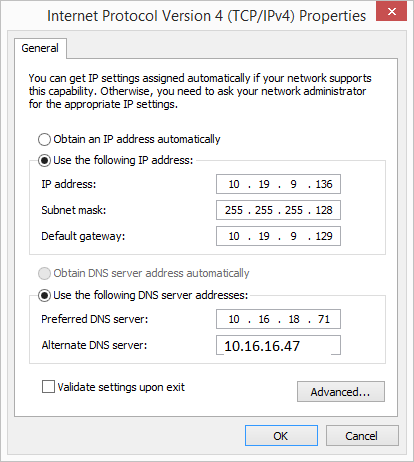 Internet Protocol Version 4 (TCP/IPv4) Properties
General
You can get IP settings assigned automatically if your network supports
this capability. Otherwise, you need to ask your network administrator
for the appropriate IP settings.
Obtain an IP address automatically
Use the following IP address:
IP address: 10 . 19 . 9 . 136
Subnet mask: 255 . 255 . 255 . 128
Default gateway: 10 . 19 . 9 . 129
Obtain DNS server address automatically
Use the following DNS server addresses:
Preferred DNS server: 10 . 16 . 18 . 71
Alternate DNS server: 10.16.16.47
Validate settings upon exit
Advanced...
OK Cancel